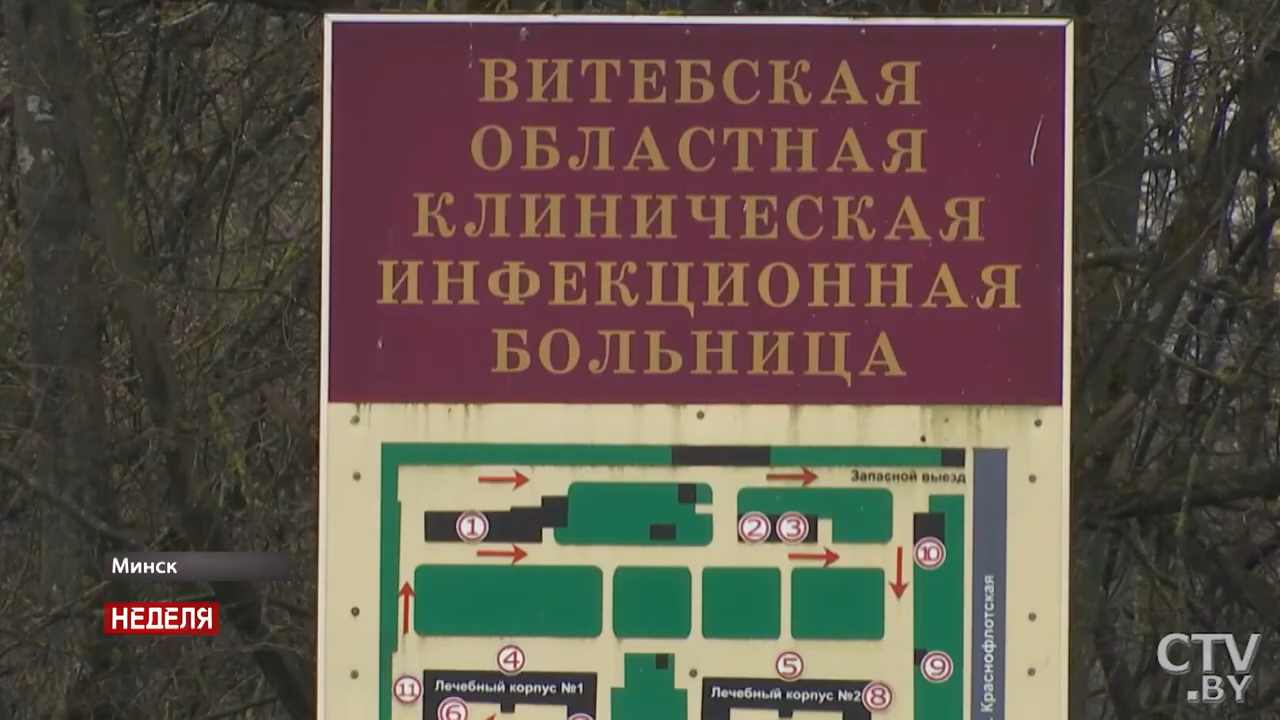 ВИТЕБСКАЯ
ОБЛАСТНАЯ
КЛИНИЧЕСКАЯ
ИНФЕКЦИОННАЯ
БОЛЬНИЦА
Запасной выезд
1
2 3
10
Краснофлотская
4
5
9
11
Лечебный корпус №1
Лечебный корпус №2
8
6
Минск
НЕДЕЛЯ
CTV
.BY